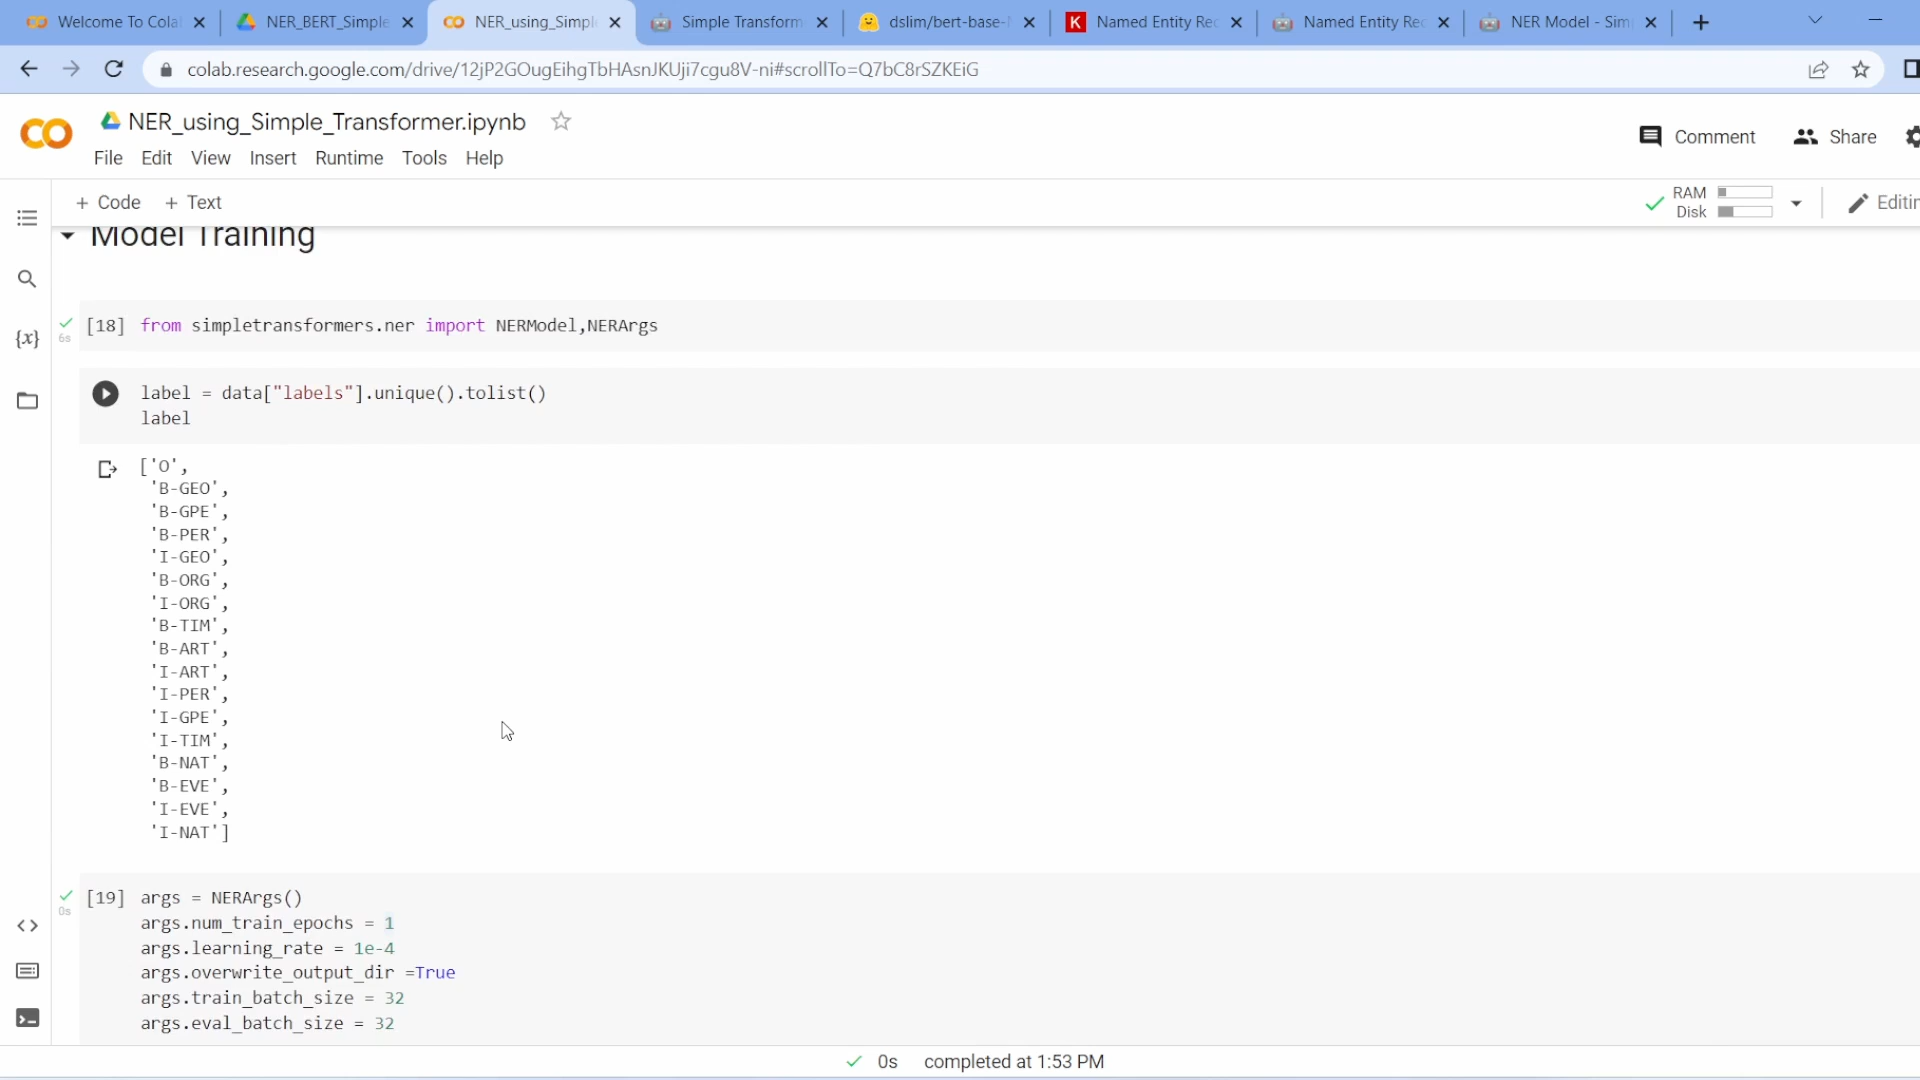 Welcome To Cola
NER_BERT_Simple
NER_using_Simpl
Simple Transform
dslim/bert-base-
K Named Entity Rec
Named Entity Rec
NER Model - Sim
colab.research.google.com/drive/12jP2GOugEihgTbHAsnJKUji7cgu8V-ni#scrollTo=Q7bC8rSZKEiG
NER_using_Simple_Transformer.ipynb
Comment
Share
File Edit View Insert Runtime Tools Help
+ Code + Text
RAM
Disk
Editin
Model Training
6s
[18] from simpletransformers.ner import NERModel,NERArgs
label = data["labels"].unique().tolist()
label
['O',
'B-GEO',
'B-GPE',
'B-PER',
'I-GEO',
'B-ORG',
'I-ORG',
'B-TIM',
'B-ART',
'I-ART',
'I-PER',
'I-GPE',
'I-TIM',
'B-NAT',
'B-EVE',
'I-EVE',
'I-NAT']
0s
[19] args = NERArgs()
args.num_train_epochs = 1
args.learning_rate = 1e-4
args.overwrite_output_dir =True
args.train_batch_size = 32
args.eval_batch_size = 32
0s completed at 1:53 PM